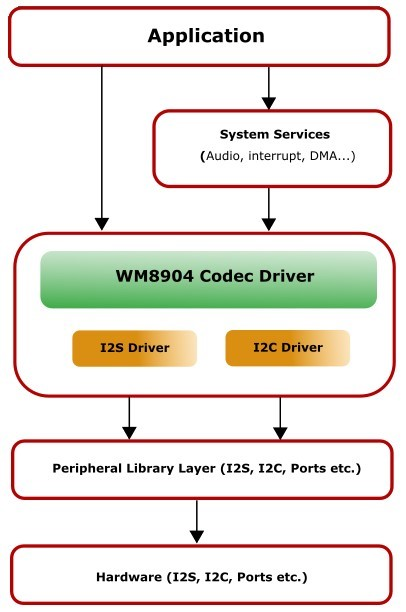 Application
System Services
(Audio, interrupt, DMA...)
WM8904 Codec Driver
I2S Driver
I2C Driver
Peripheral Library Layer (I2S, I2C, Ports etc.)
Hardware (I2S, I2C, Ports etc.)